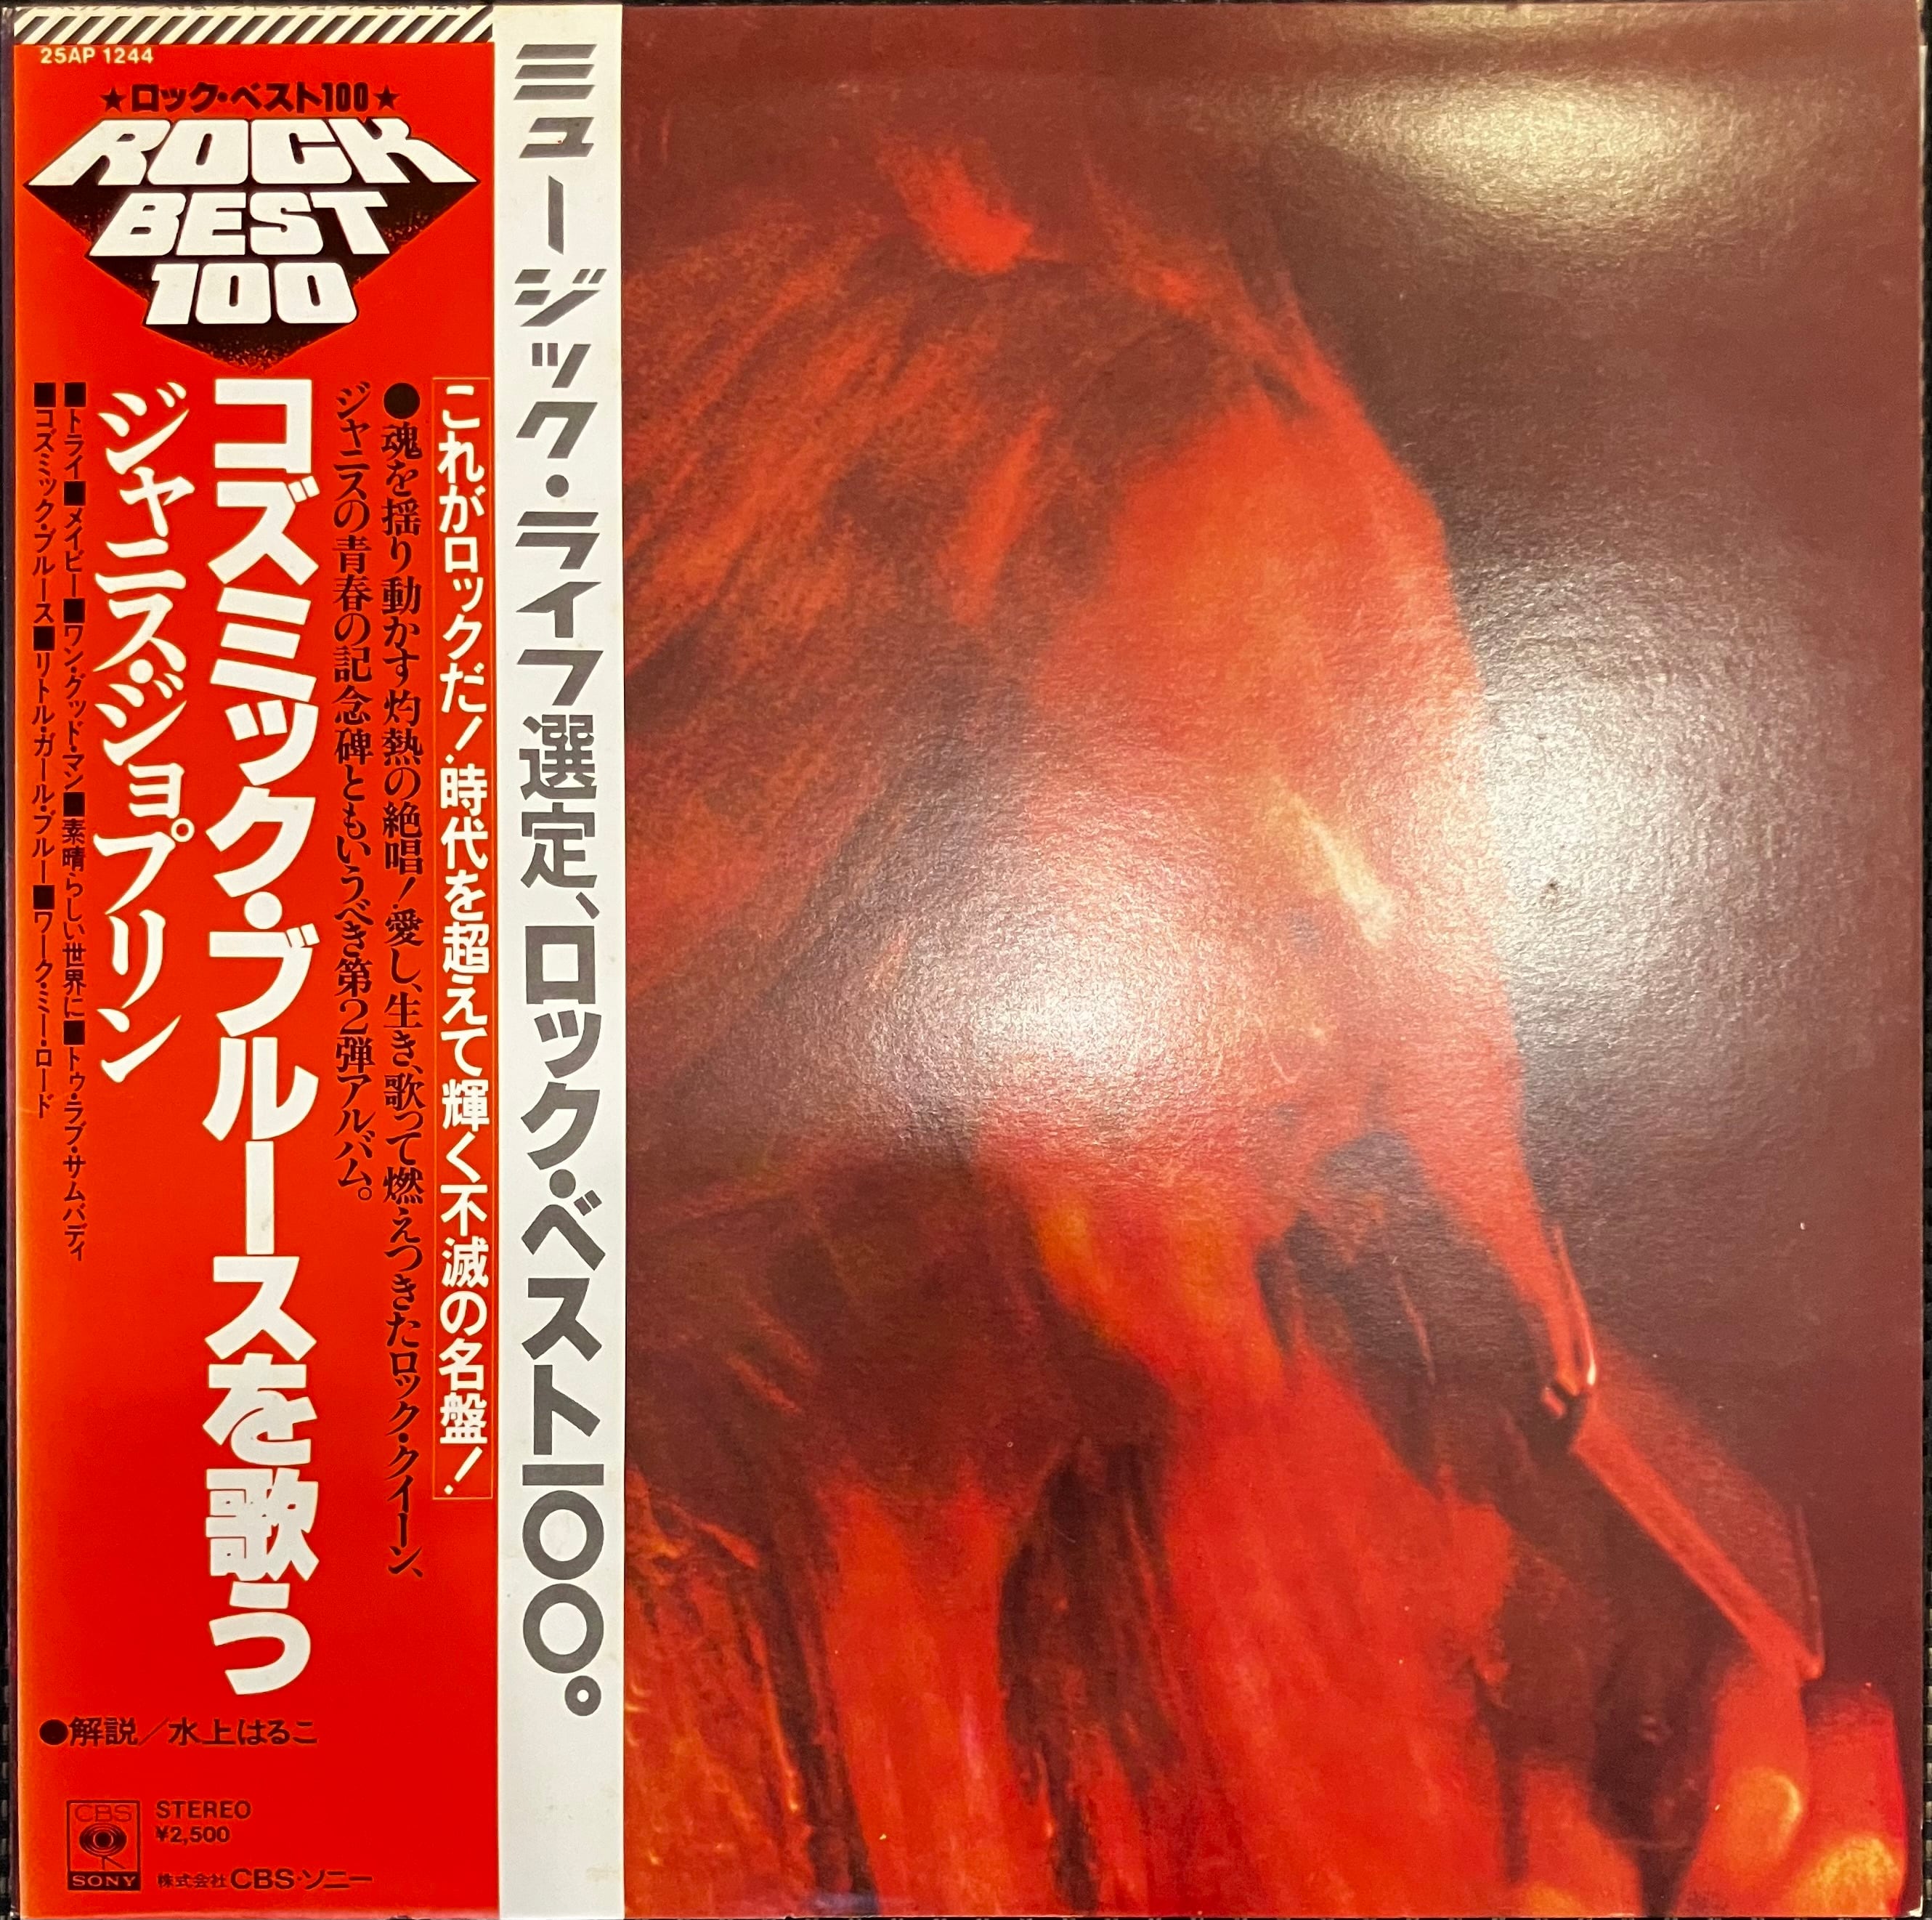 25AP 1244
★ロック・ベスト100★
ROCK
BEST
100
ミュージック・ライフ選定、ロック・ベスト一〇〇。
これがロックだ!時代を超えて輝く不滅の名盤!
●魂を揺り動かす灼熱の絶唱!愛し、生き、歌って燃えつきたロック・クイーン、
ジャニスの青春の記念碑ともいうべき第2弾アルバム。
コズミック・ブルースを歌う
ジャニス・ジョプリン
■トライ■メイビー■ワン・グッド・マン■素晴らしい世界に■トゥ・ラブ・サムバディ
■コズミック・ブルース■リトル・ガール・ブルー■ワーク・ミー・ロード
●解説/水上はるこ
CBS
SONY
STEREO
¥2,500
株式会社CBS・ソニー